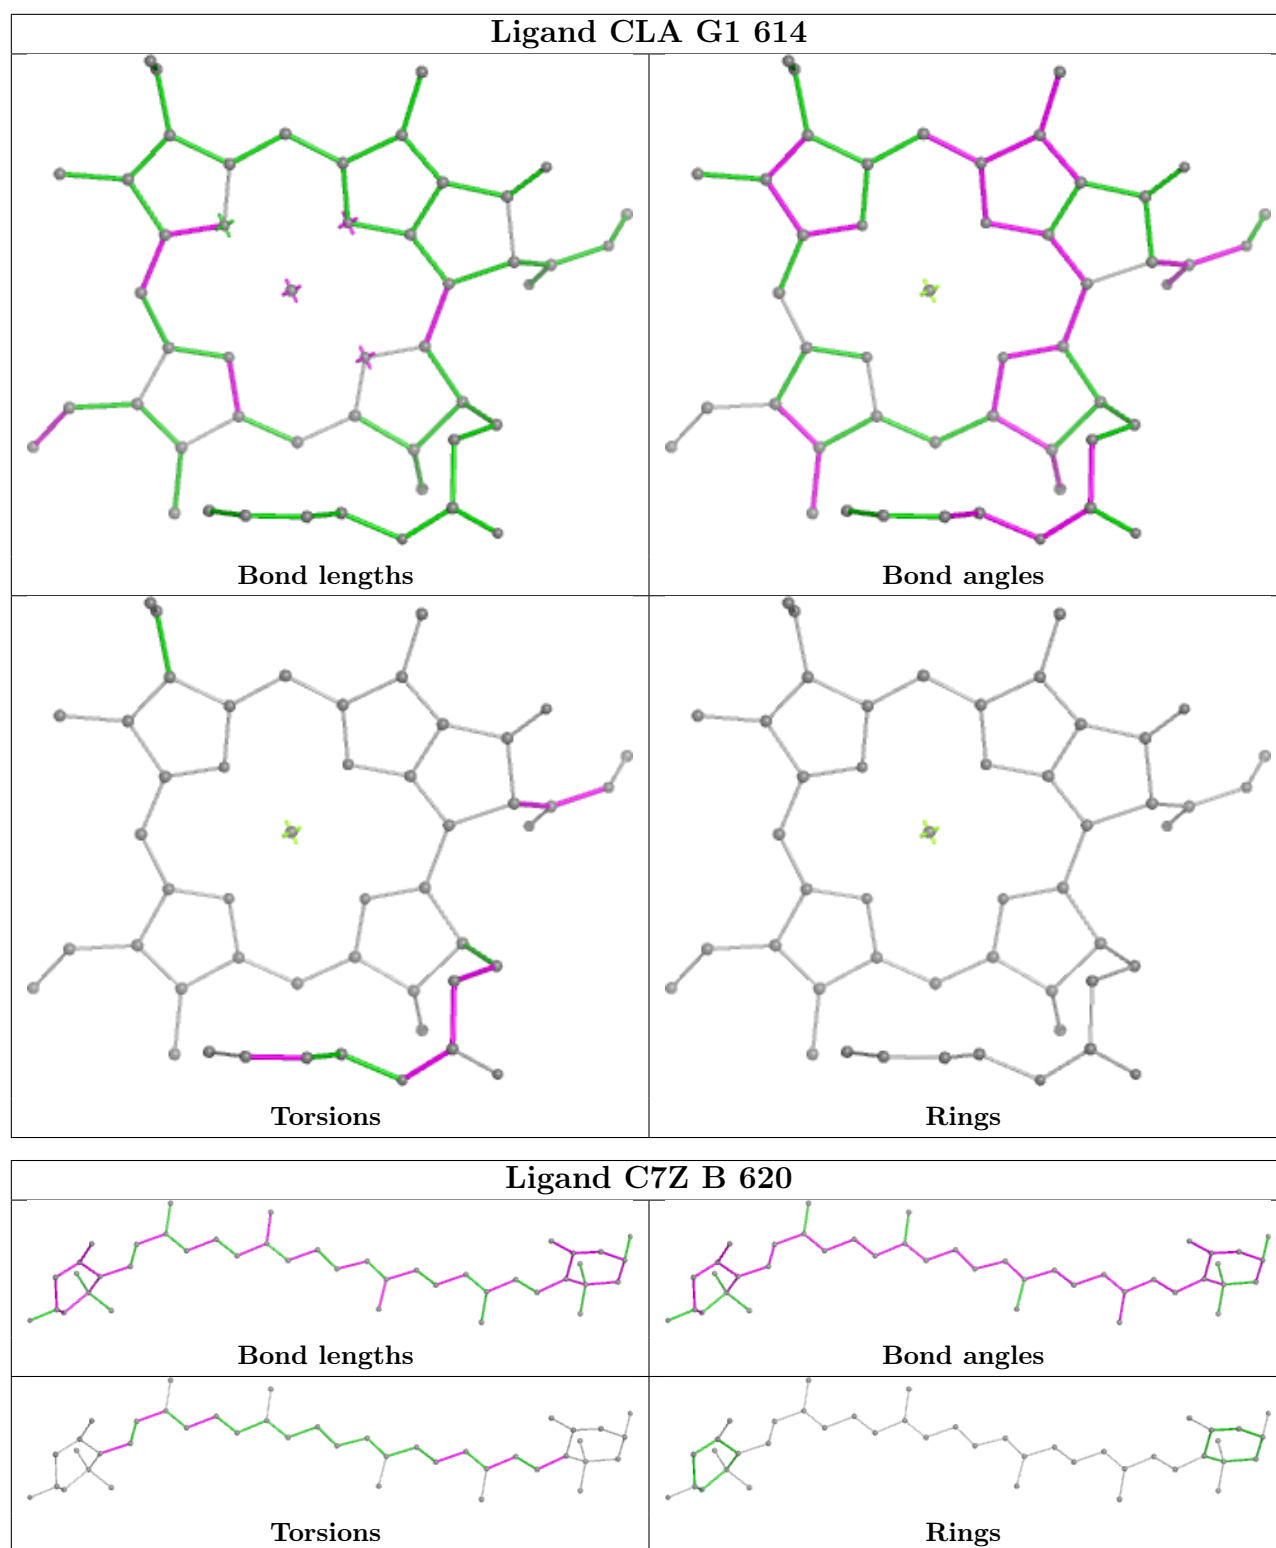 Ligand CLA G1 614
Bond lengths
Bond angles
Torsions
Rings
Ligand C7Z B 620
Bond lengths
Bond angles
Torsions
Rings